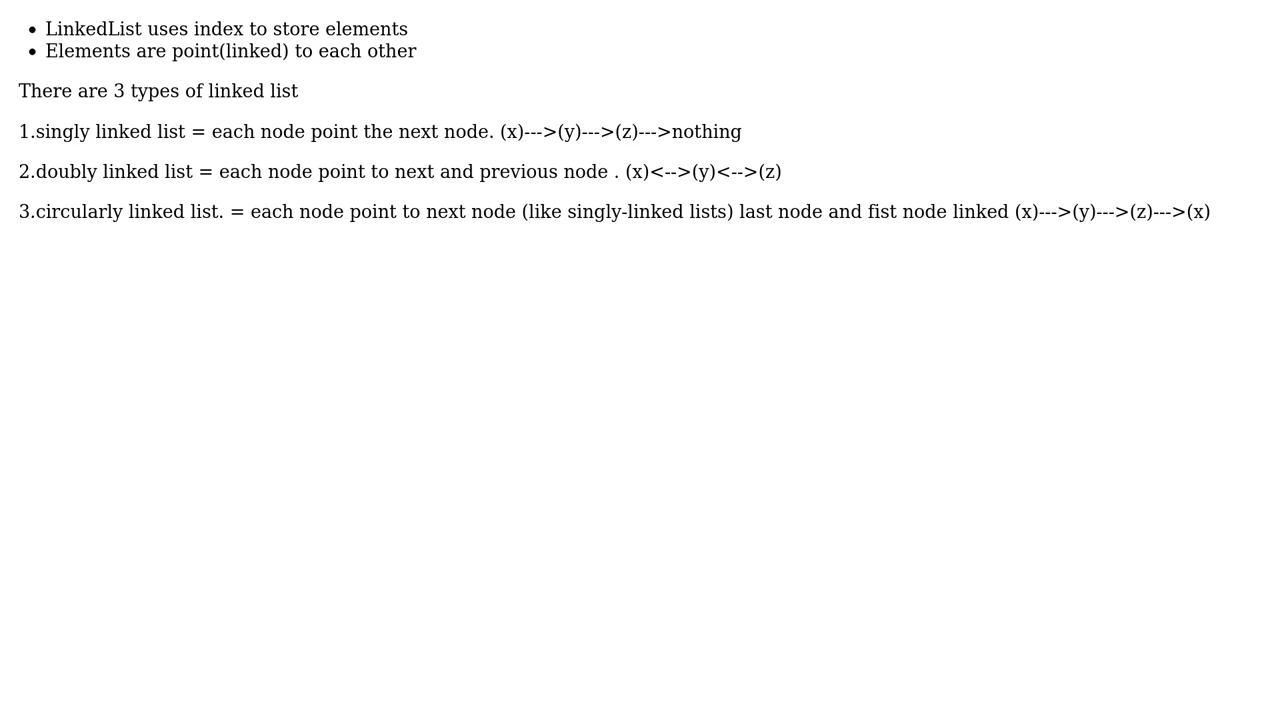 LinkedList uses index to store elements
Elements are point(linked) to each other
There are 3 types of linked list
1.singly linked list = each node point the next node. (x)--->(y)--->(z)--->nothing
2.doubly linked list = each node point to next and previous node . (x)<-->(y)<-->(z)
3.circularly linked list. = each node point to next node (like singly-linked lists) last node and fist node linked (x)--->(y)--->(z)--->(x)